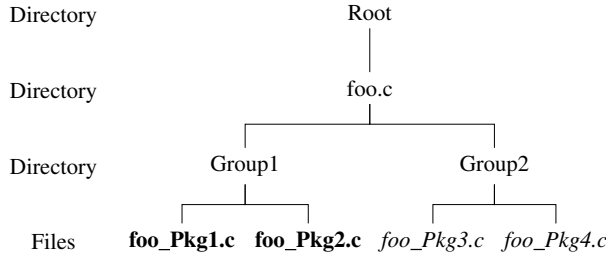 Directory Root
Directory foo.c
Directory Group1 Group2
Files foo_Pkg1.c foo_Pkg2.c foo_Pkg3.c foo_Pkg4.c